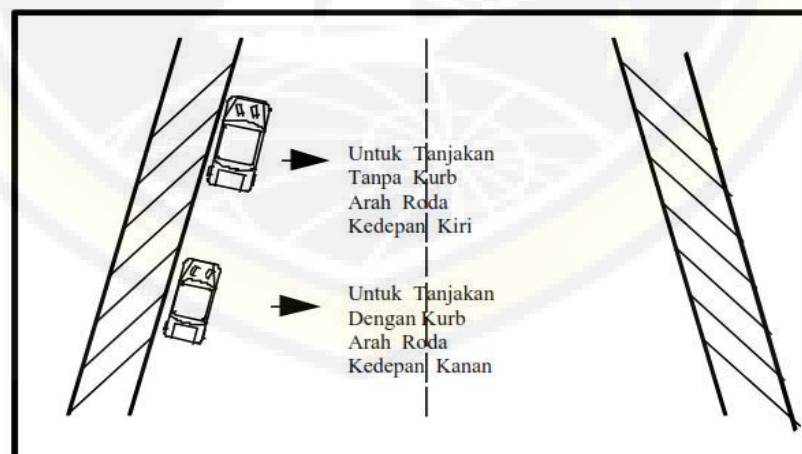 Untuk Tanjakan
Tanpa Kurb
Arah Roda
Kedepan Kiri
Untuk Tanjakan
Dengan Kurb
Arah Roda
Kedepan Kanan